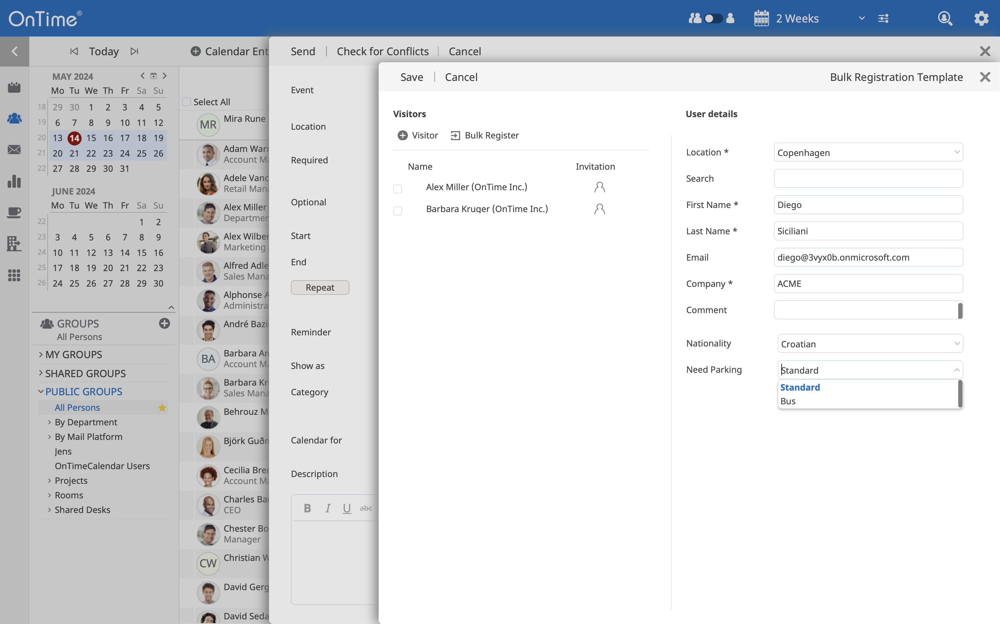 OnTime®
2 Weeks
Today
Calendar Ent
MAY 2024
Mo Tu We Th Fr Sa Su
18 29 30 1 2 3 4 5
19 6 7 8 9 10 11 12
20 13 14 15 16 17 18 19
21 20 21 22 23 24 25 26
22 27 28 29 30 31
JUNE 2024
Mo Tu We Th Fr Sa Su
22 1 2
23 3 4 5 6 7 8 9
24 10 11 12 13 14 15 16
25 17 18 19 20 21 22 23
26 24 25 26 27 28 29 30
GROUPS
All Persons
MY GROUPS
SHARED GROUPS
PUBLIC GROUPS
All Persons
By Department
By Mail Platform
Jens
OnTimeCalendar Users
Projects
Rooms
Shared Desks
Select All
MR Mira Rune
Adam Warr
Account Ma
Adele Vanc
Retail Mana
Alex Miller
Departmer
Alex Wilber
Marketing
Alfred Adle
Sales Mana
Alphonse A
Administra
André Bazi
BA Barbara An
Account Ma
Barbara Kr
Sales Mana
Behrouz M
Björk Guðn
Cecilia Bren
Account Ma
Charles Bar
CEO
Chester Bo
Manager
CW Christian W
David Gerg
David Seda
Send | Check for Conflicts | Cancel
Event
Location
Required
Optional
Start
End
Repeat
Reminder
Show as
Category
Calendar for
Description
B I U abc
Save | Cancel
Bulk Registration Template
Visitors
Visitor Bulk Register
Name Invitation
Alex Miller (OnTime Inc.)
Barbara Kruger (OnTime Inc.)
User details
Location * Copenhagen
Search
First Name * Diego
Last Name * Siciliani
Email diego@3vyx0b.onmicrosoft.com
Company * ACME
Comment
Nationality Croatian
Need Parking Standard
Standard
Bus